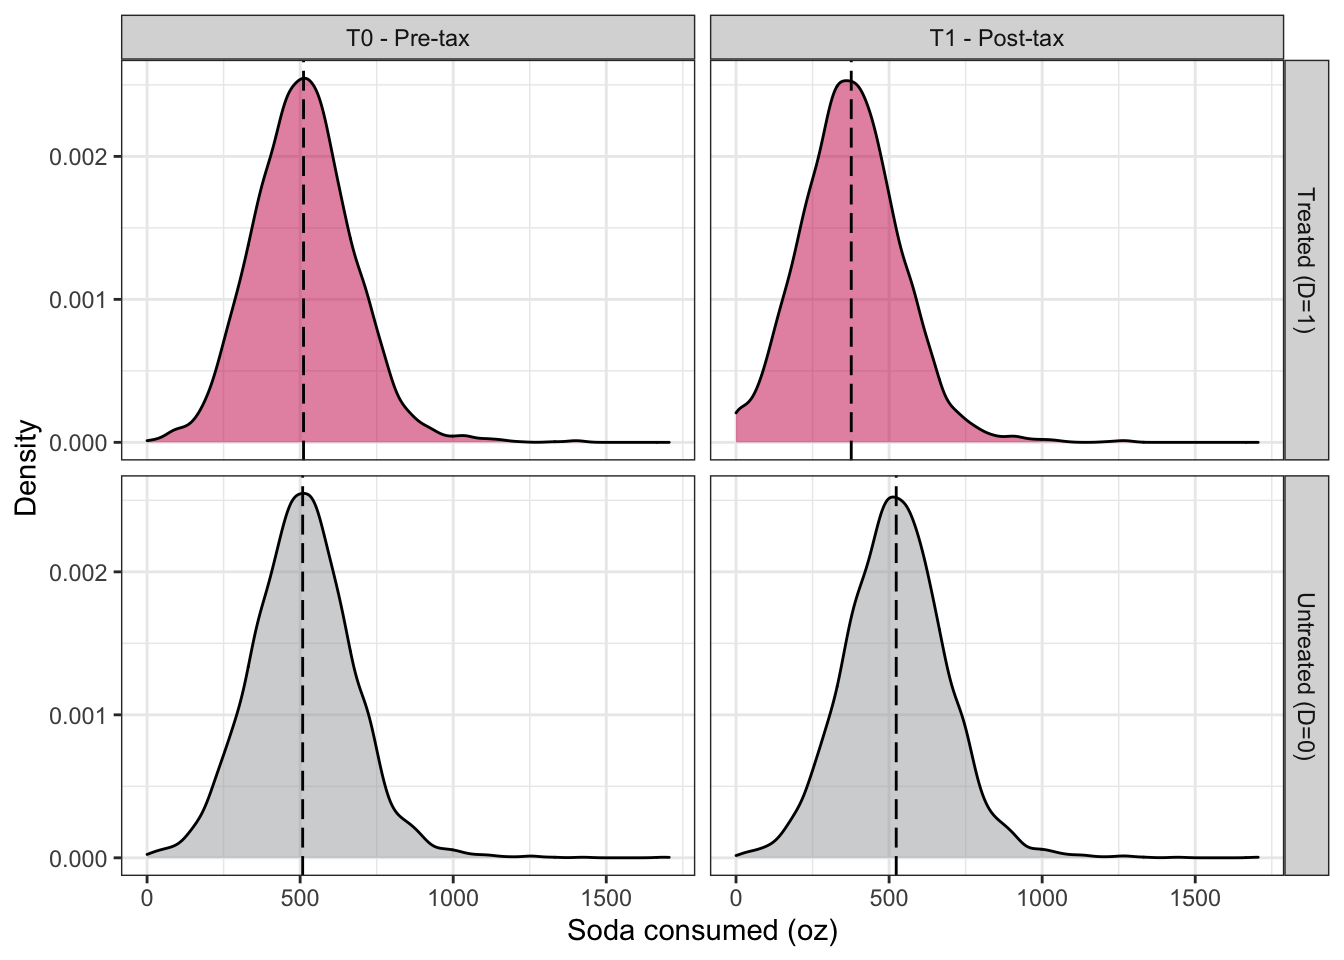 T0 - Pre-tax
T1 - Post-tax
Treated (D=1)
Untreated (D=0)
Density
0.002
0.001
0.000
0.002
0.001
0.000
0
500
1000
1500
0
500
1000
1500
Soda consumed (oz)